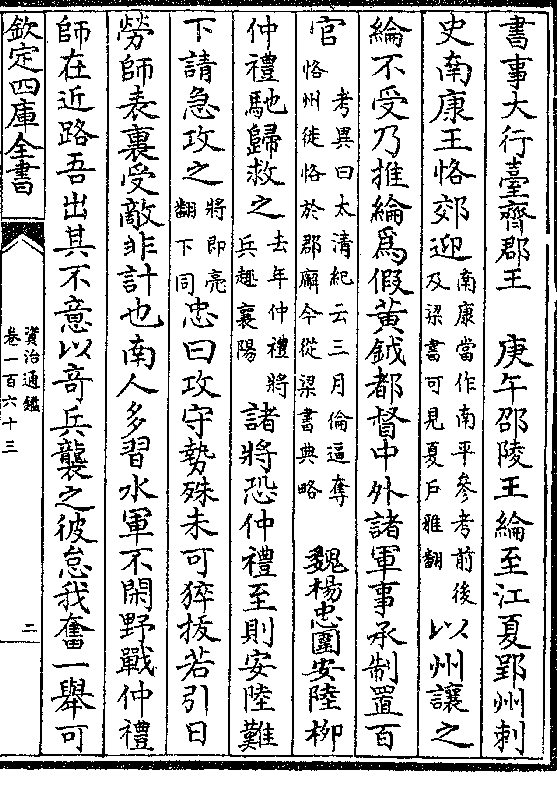 書事大行臺齊郡王　庚午邵陵王綸至江夏郢州刺
史南康王恪郊迎南康當作南平參考前後及梁書可見夏戶雅翻以州讓之
綸不受乃推綸爲假黃鉞都督中外諸軍事承制置百
官考異曰太清紀云三月倫逼奪恪州徙恪於郡廨今從梁書典略　魏楊忠圍安陸柳
仲禮馳歸救之去年仲禮將兵趣襄陽諸將恐仲禮至則安陸難
下請急攻之將即亮翻下同忠曰攻守勢殊未可猝拔若引日
勞師表裏受敵非計也南人多習水軍不閑野戰仲禮
師在近路吾出其不意以竒兵襲之彼怠我奮一舉可
欽定四庫全書
資治通鑑
卷一百六十三
二